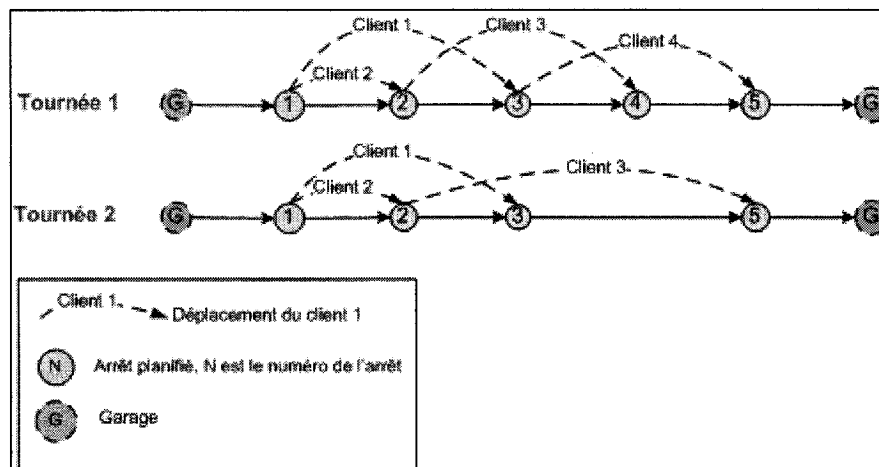 Client 1
Client 3
Client 4
Client 2
Tournée 1
G
1
2
3
4
5
G
Client 1
Client 3
Client 2
Tournée 2
G
1
2
3
5
G
Client 1
Déplacement du client 1
N
Arrêt planifié, N est le numéro de l'arrêt
G
Garage